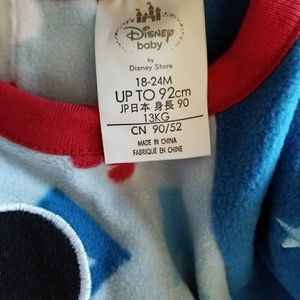 Disney
baby
by
Disney Store
18-24M
UP TO 92cm
JP日本 身長 90
13KG
CN 90/52
MADE IN CHINA
FABRIQUÉ EN CHINE